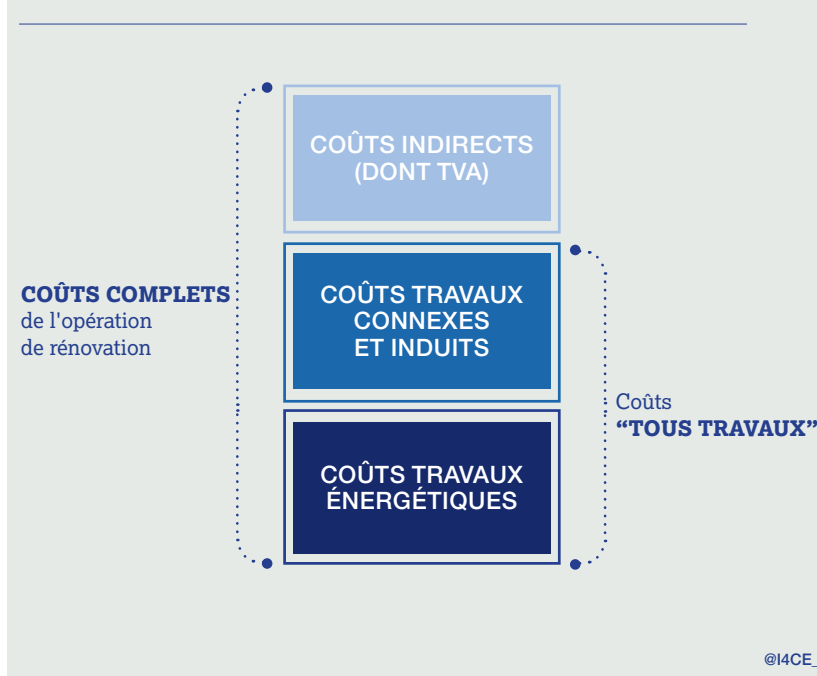 COÛTS INDIRECTS
(DONT TVA)
COÛTS COMPLETS
de l'opération
de rénovation
COÛTS TRAVAUX
CONNEXES
ET INDUITS
Coûts
“TOUS TRAVAUX”
COÛTS TRAVAUX
ÉNERGÉTIQUES
@I4CE_